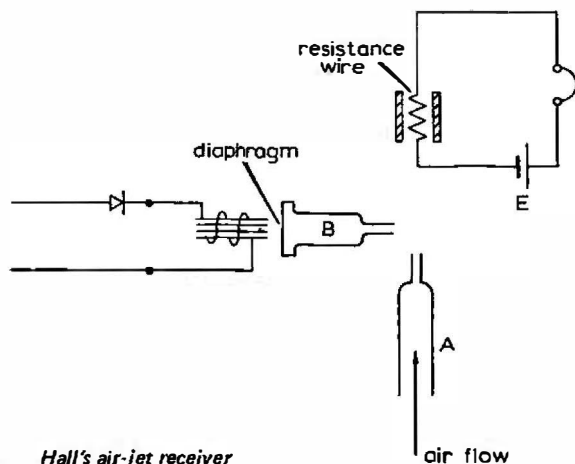 resistance
wire
diaphragm
E
B
A
Hall's air-jet receiver
air flow